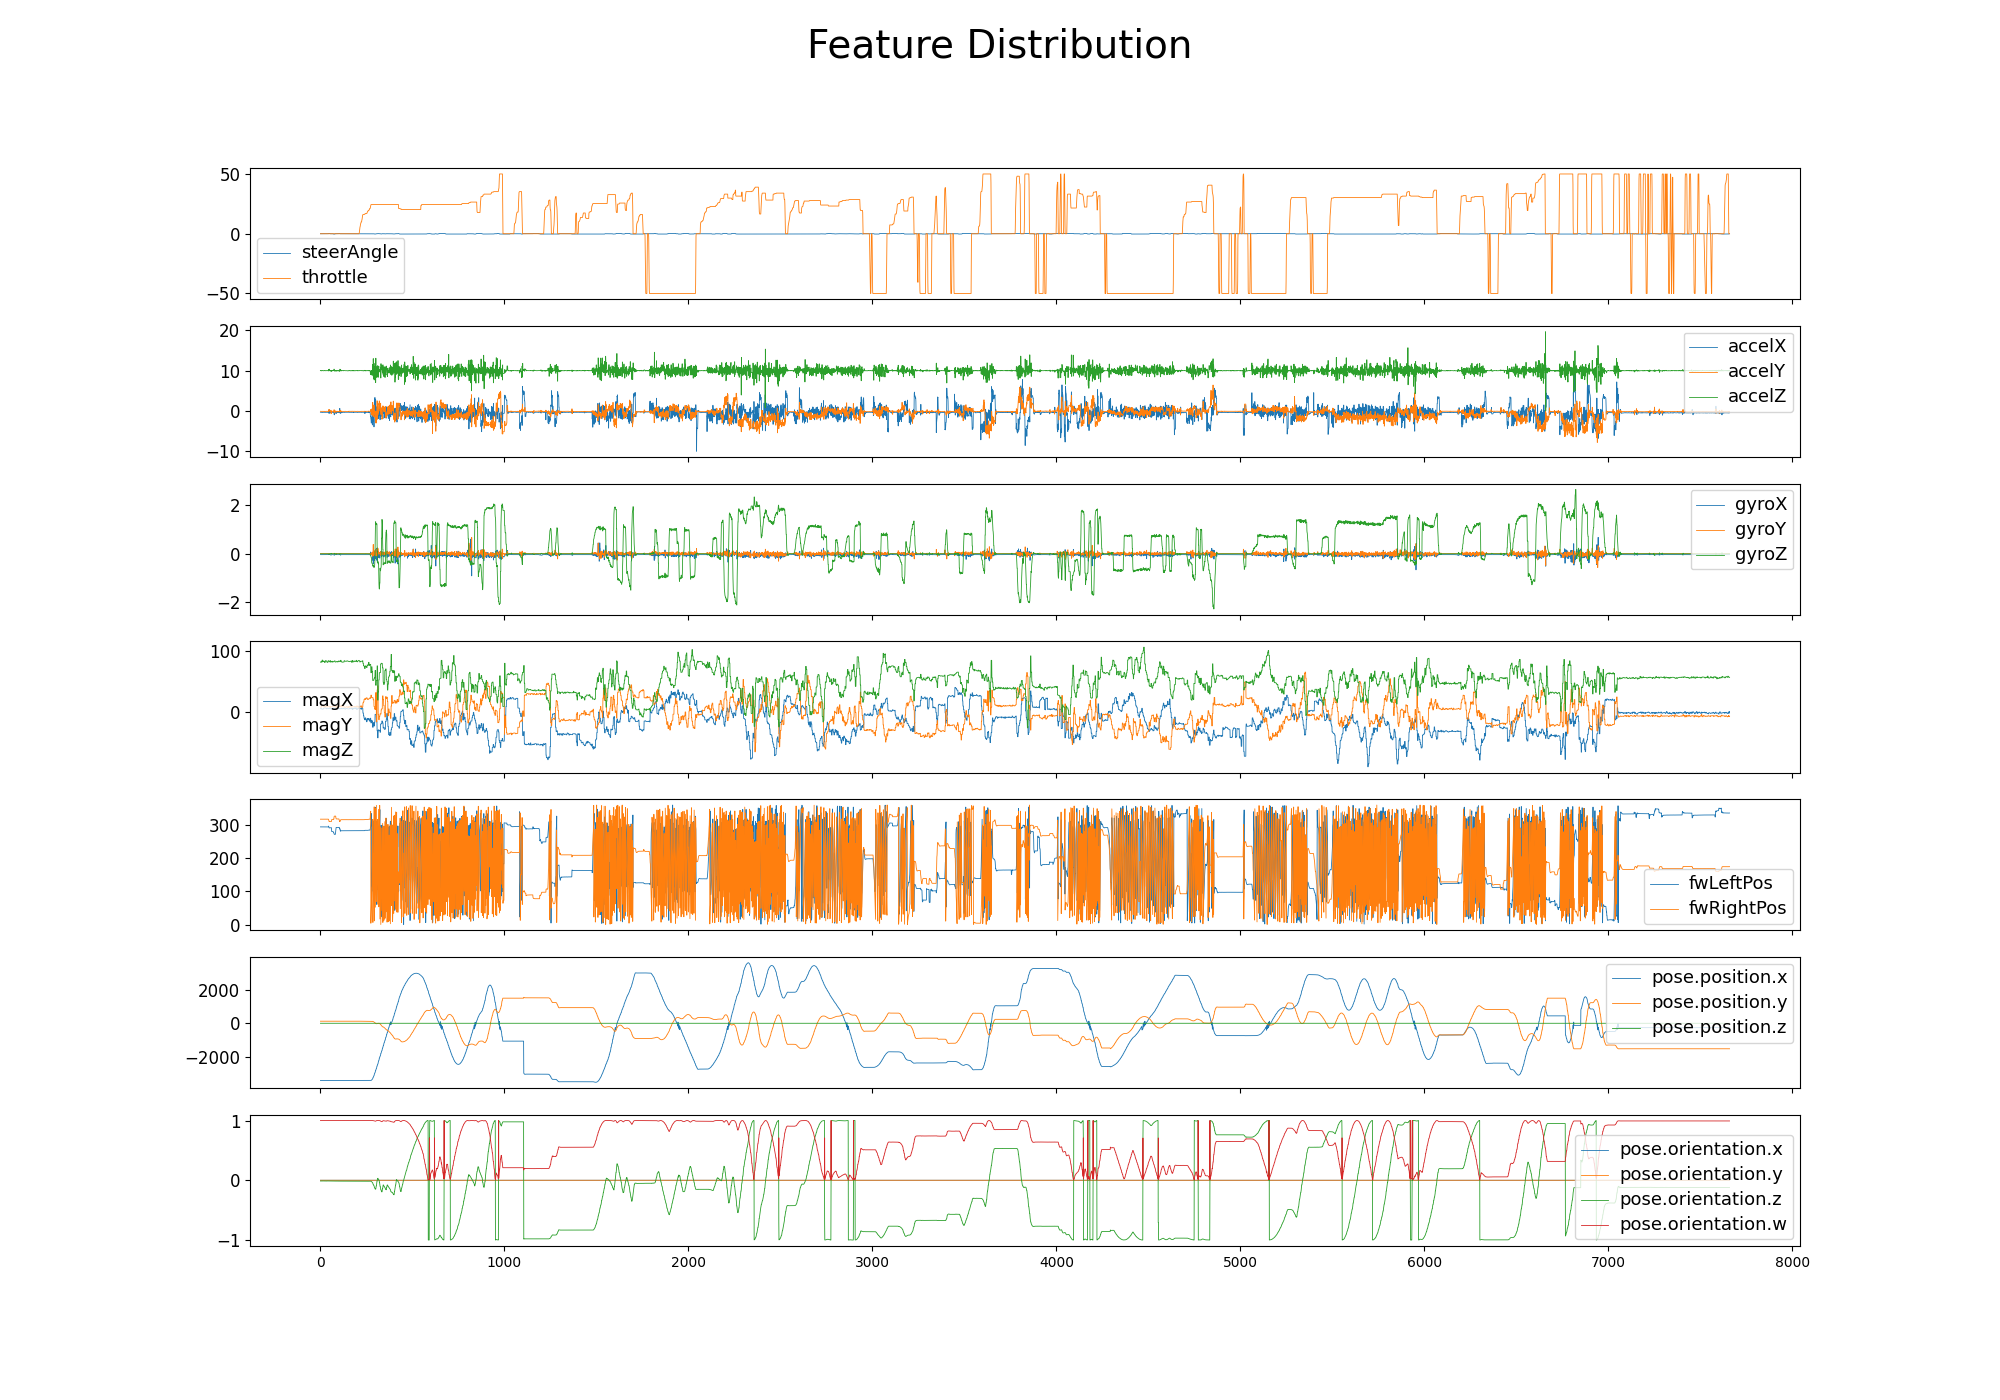 Feature Distribution
50
0
−50
steerAngle
throttle
20
10
0
−10
accelX
accelY
accelZ
2
0
−2
gyroX
gyroY
gyroZ
100
0
magX
magY
magZ
300
200
100
0
fwLeftPos
fwRightPos
2000
0
−2000
pose.position.x
pose.position.y
pose.position.z
1
0
−1
pose.orientation.x
pose.orientation.y
pose.orientation.z
pose.orientation.w
0 1000 2000 3000 4000 5000 6000 7000 8000